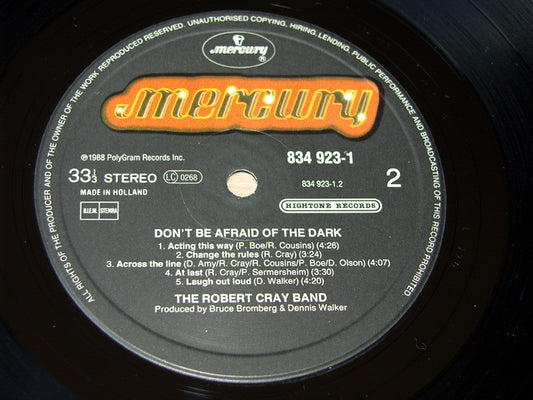 ALL RIGHTS OF THE PRODUCER AND OF THE OWNER OF THE WORK REPRODUCED RESERVED. UNAUTHORISED COPYING, HIRING, LENDING, PUBLIC PERFORMANCE AND BROADCASTING OF THIS RECORD PROHIBITED.
mercury®
mercury
℗1988 PolyGram Records Inc.
834 923-1
33⅓ STEREO LC 0268
834 923-1.2
2
MADE IN HOLLAND
B.I.E.M. STEMRA
HIGHTONE RECORDS
DON'T BE AFRAID OF THE DARK
1. Acting this way (P. Boe/R. Cousins) (4:26)
2. Change the rules (R. Cray) (3:24)
3. Across the line (D. Amy/R. Cray/R. Cousins/P. Boe/D. Olson) (4:07)
4. At last (R. Cray/P. Sermersheim) (3:30)
5. Laugh out loud (D. Walker) (4:20)
THE ROBERT CRAY BAND
Produced by Bruce Bromberg & Dennis Walker